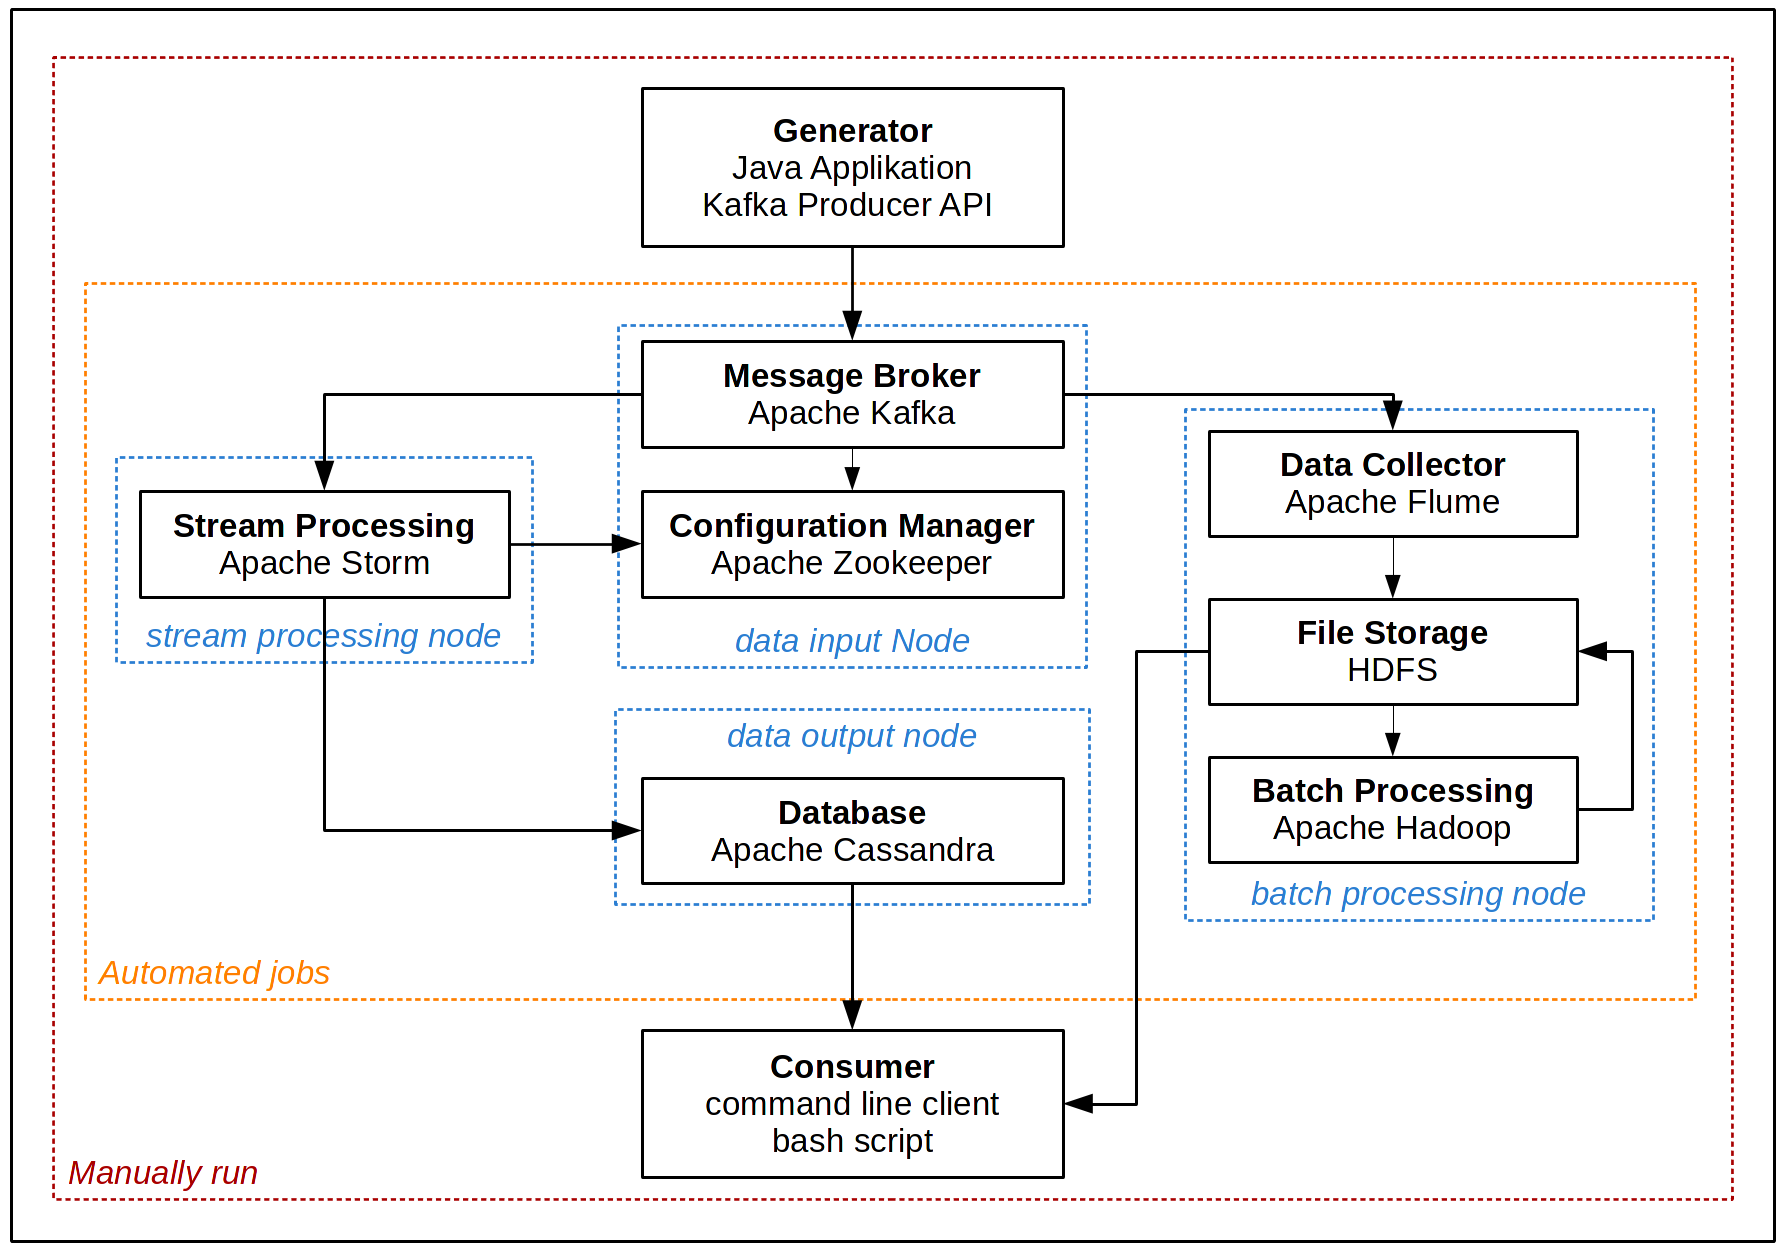 Generator
Java Applikation
Kafka Producer API
Message Broker
Apache Kafka
Data Collector
Apache Flume
Stream Processing
Apache Storm
stream processing node
Configuration Manager
Apache Zookeeper
data input Node
File Storage
HDFS
data output node
Database
Apache Cassandra
Batch Processing
Apache Hadoop
batch processing node
Automated jobs
Consumer
command line client
bash script
Manually run